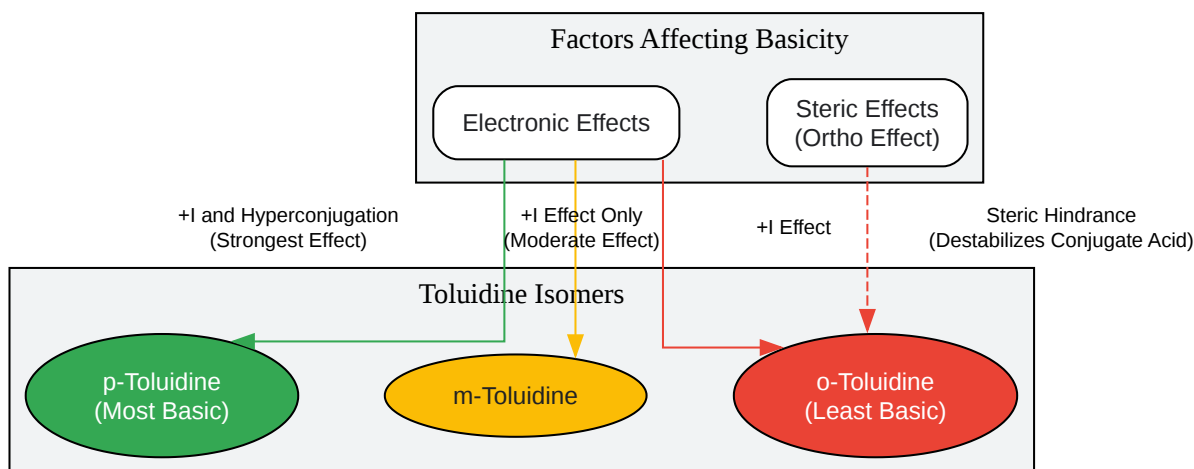 Factors Affecting Basicity
Electronic Effects
Steric Effects
(Ortho Effect)
+I and Hyperconjugation
(Strongest Effect)
+I Effect Only
(Moderate Effect)
+I Effect
Steric Hindrance
(Destabilizes Conjugate Acid)
Toluidine Isomers
p-Toluidine
(Most Basic)
m-Toluidine
o-Toluidine
(Least Basic)